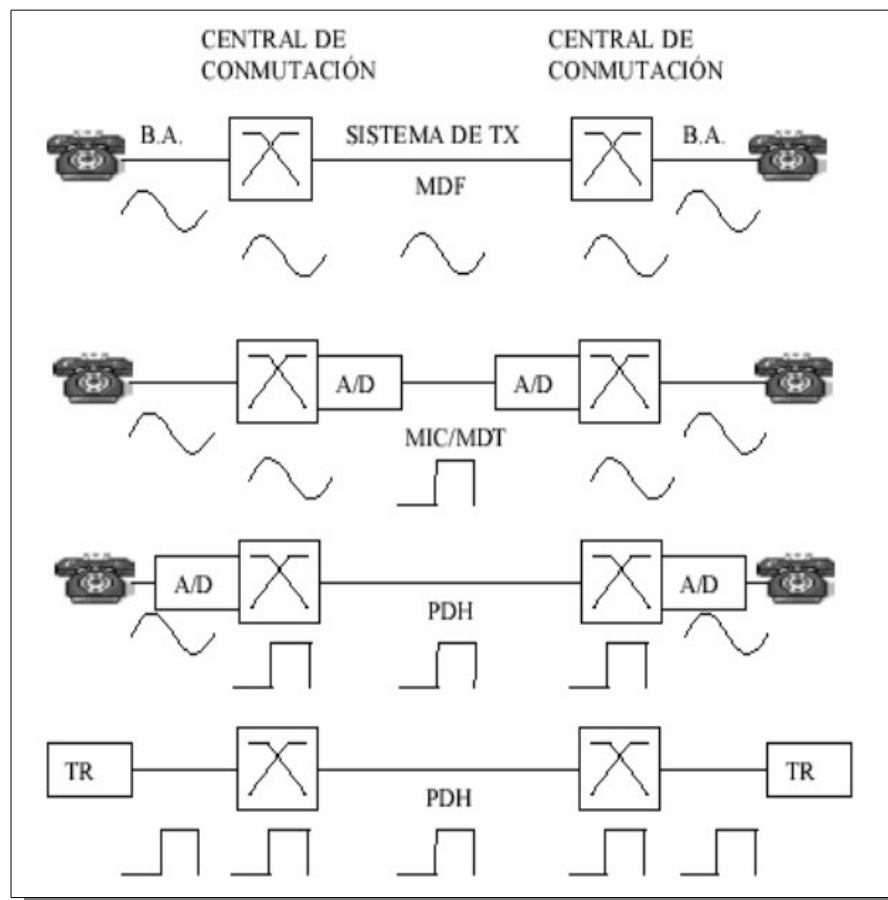 CENTRAL DE
CONMUTACIÓN
CENTRAL DE
CONMUTACIÓN
B.A.
SISTEMA DE TX
B.A.
MDF
A/D
A/D
MIC/MDT
A/D
A/D
PDH
TR
TR
PDH